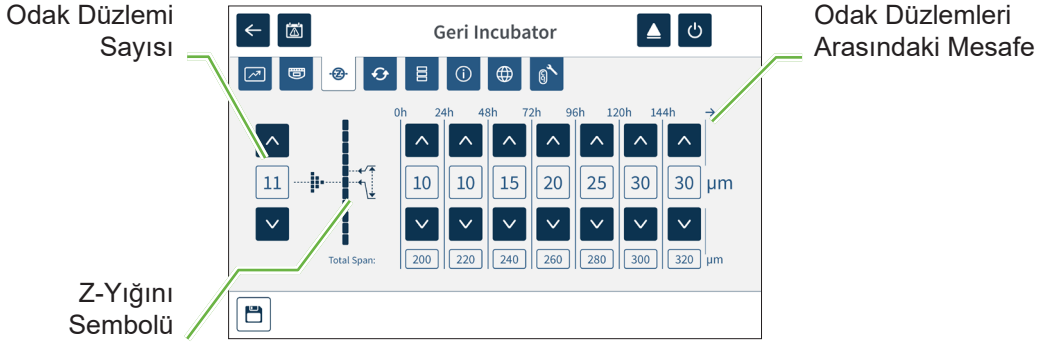 Odak Düzlemi
Sayısı
Geri Incubator
Odak Düzlemleri
Arasındaki Mesafe
0h 24h 48h 72h 96h 120h 144h →
11 10 10 15 20 25 30 30 µm
Total Span: 200 220 240 260 280 300 320 µm
Z-Yığını
Sembolü